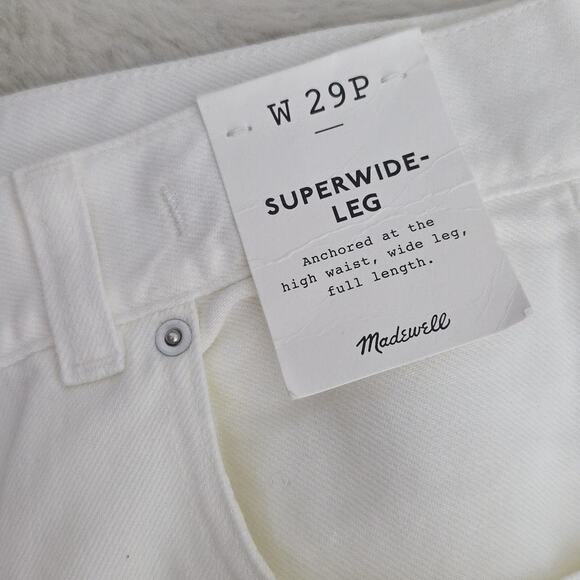 W 29P
SUPERWIDE-
LEG
Anchored at the
high waist, wide leg,
full length.
Madewell